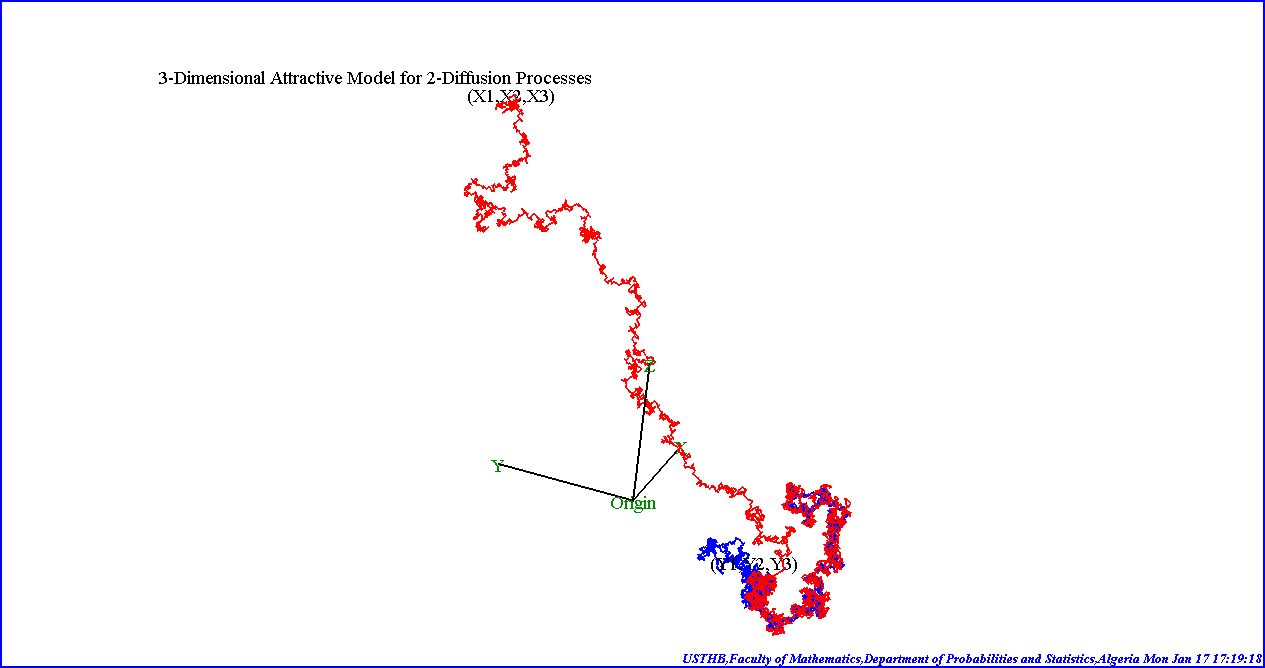 3-Dimensional Attractive Model for 2-Diffusion Processes
(X1,X2,X3)
Z
X
Y
Origin
(Y1,Y2,Y3)
USTHB,Faculty of Mathematics,Department of Probabilities and Statistics,Algeria Mon Jan 17 17:19:18